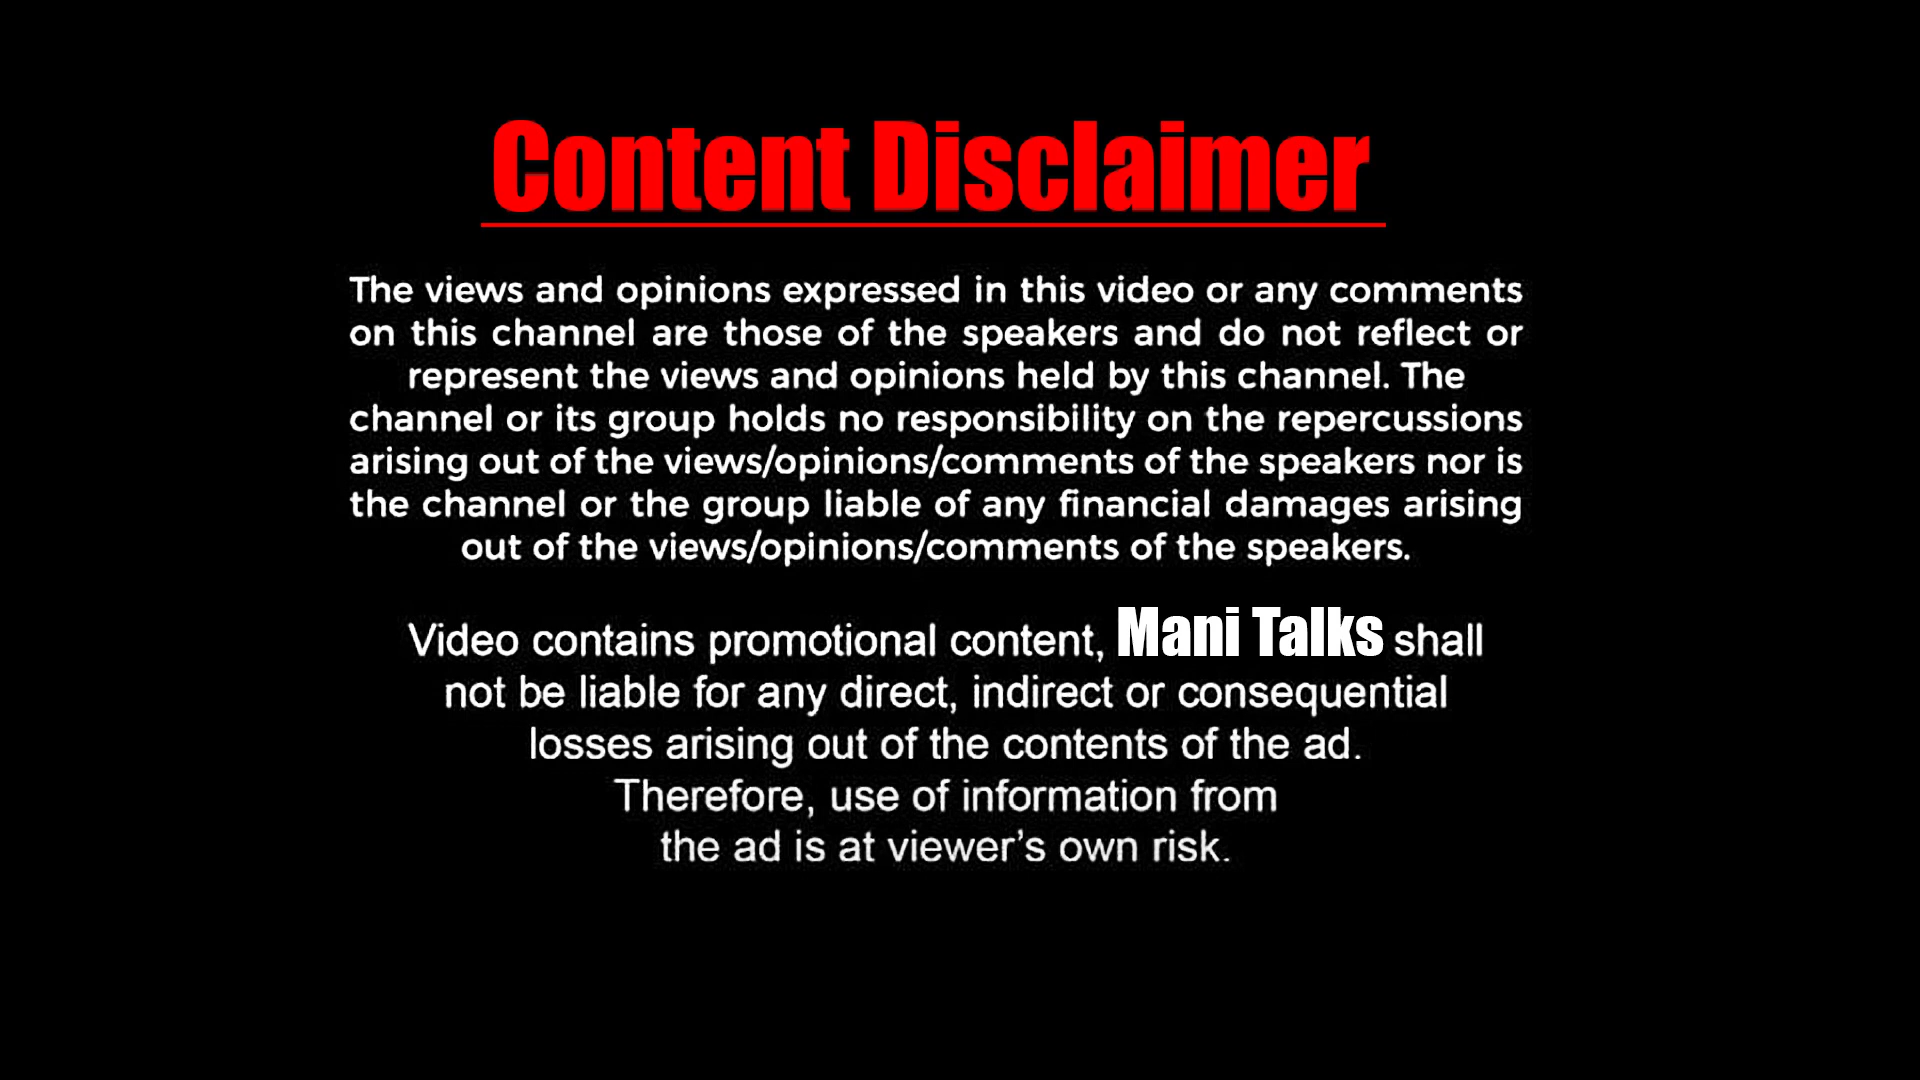 Content Disclaimer
The views and opinions expressed in this video or any comments
on this channel are those of the speakers and do not reflect or
represent the views and opinions held by this channel. The
channel or its group holds no responsibility on the repercussions
arising out of the views/opinions/comments of the speakers nor is
the channel or the group liable of any financial damages arising
out of the views/opinions/comments of the speakers.
Video contains promotional content, Mani Talks shall
not be liable for any direct, indirect or consequential
losses arising out of the contents of the ad.
Therefore, use of information from
the ad is at viewer’s own risk.